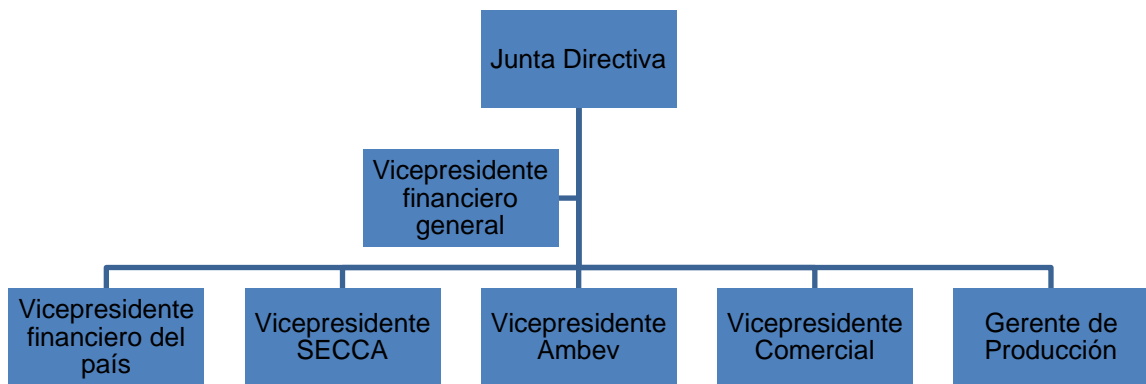 Junta Directiva
Vicepresidente
financiero
general
Vicepresidente
financiero del
país
Vicepresidente
SECCA
Vicepresidente
Ambev
Vicepresidente
Comercial
Gerente de
Producción